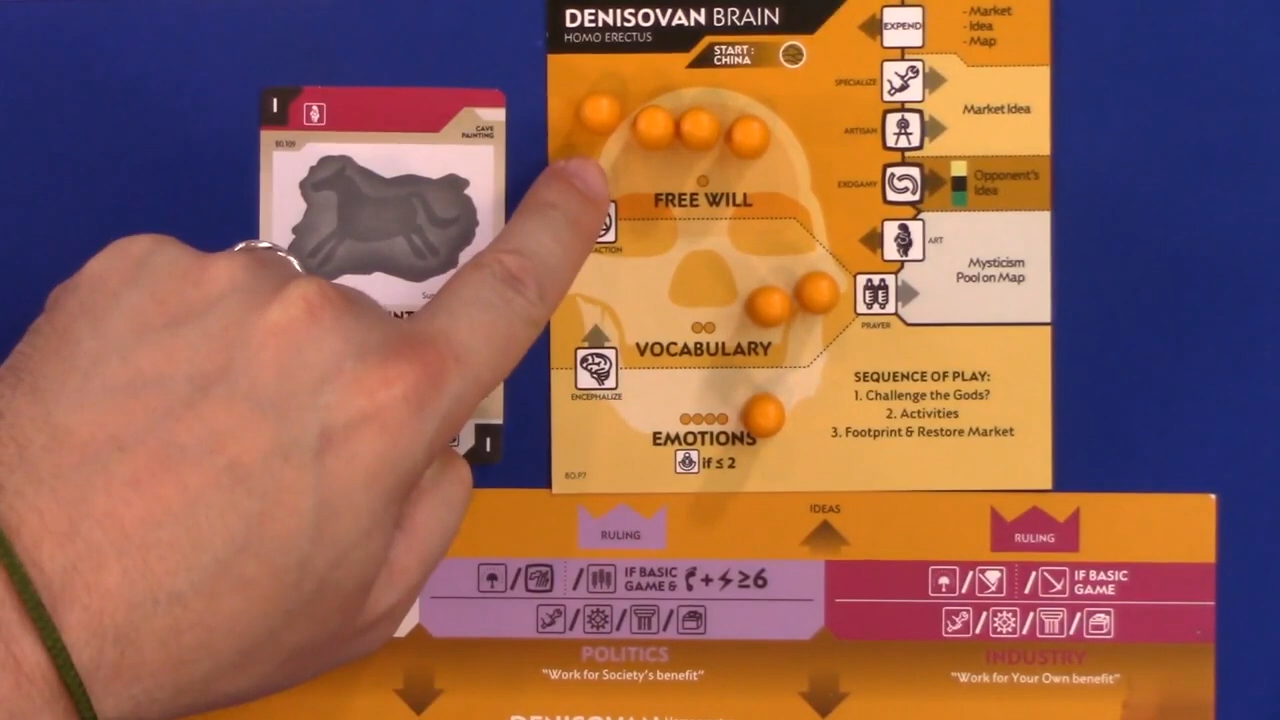 DENISOVAN BRAIN
HOMO ERECTUS
START :
CHINA
EXPEND
- Market
- Idea
- Map
SPECIALIZE
Market Idea
ARTISAN
EXOGAMY
Opponent's
Idea
ART
Mysticism
Pool on Map
PRAYER
FREE WILL
VOCABULARY
ENCEPHALIZE
EMOTIONS
if ≤ 2
BO.P7
SEQUENCE OF PLAY:
1. Challenge the Gods?
2. Activities
3. Footprint & Restore Market
I
CAVE
PAINTING
BO.109
I
RULING
IDEAS
RULING
/ / IF BASIC
GAME & + ≥6
/ / /
POLITICS
"Work for Society's benefit"
/ / IF BASIC
GAME
/ / /
INDUSTRY
"Work for Your Own benefit"
DENISOVAN